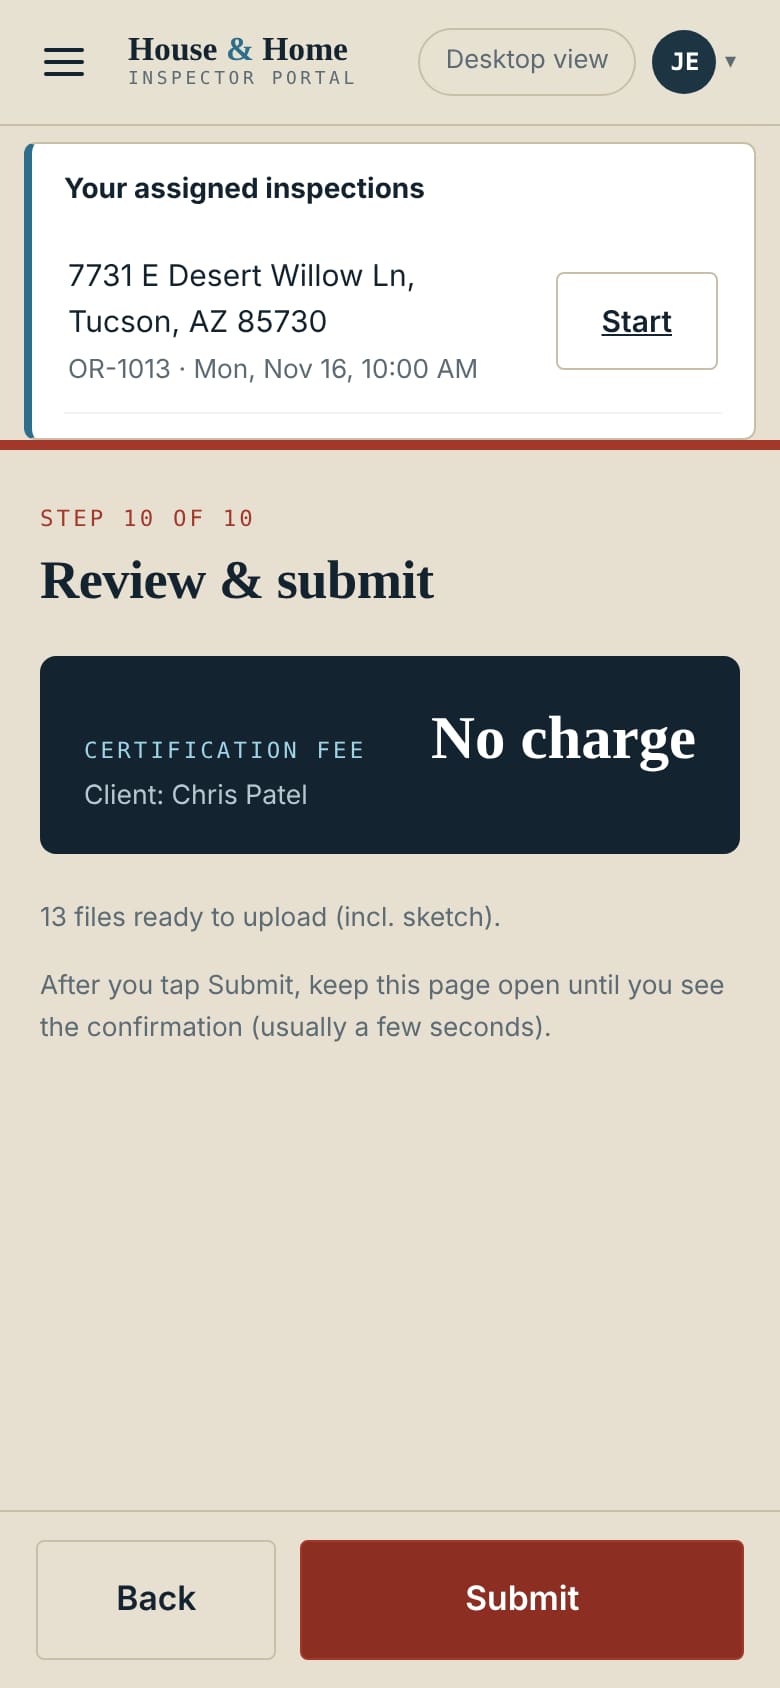 House & Home
INSPECTOR PORTAL
Desktop view
JE
Your assigned inspections
7731 E Desert Willow Ln,
Tucson, AZ 85730
OR-1013 · Mon, Nov 16, 10:00 AM
Start
STEP 10 OF 10
Review & submit
CERTIFICATION FEE
No charge
Client: Chris Patel
13 files ready to upload (incl. sketch).
After you tap Submit, keep this page open until you see
the confirmation (usually a few seconds).
Back
Submit